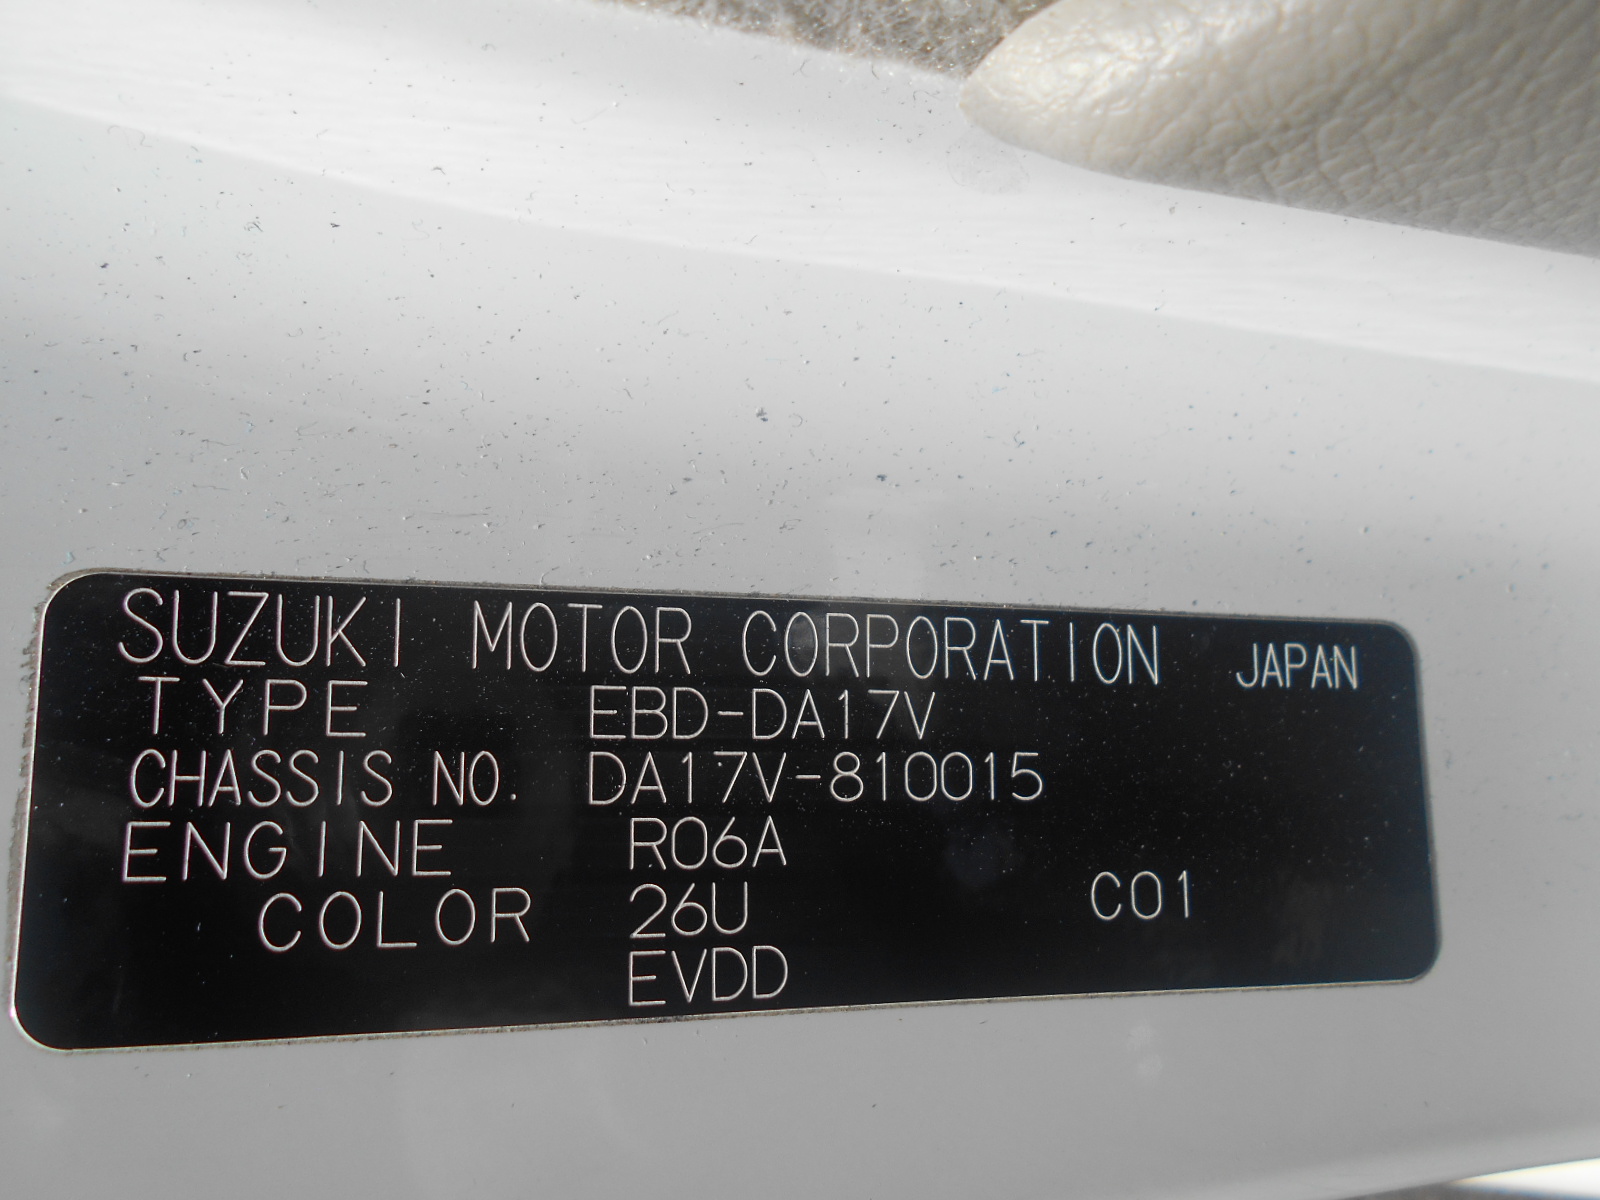 SUZUKI MOTOR CORPORATION JAPAN
TYPE EBD-DA17V
CHASSIS NO. DA17V-810015
ENGINE R06A
COLOR 26U C01
EVDD